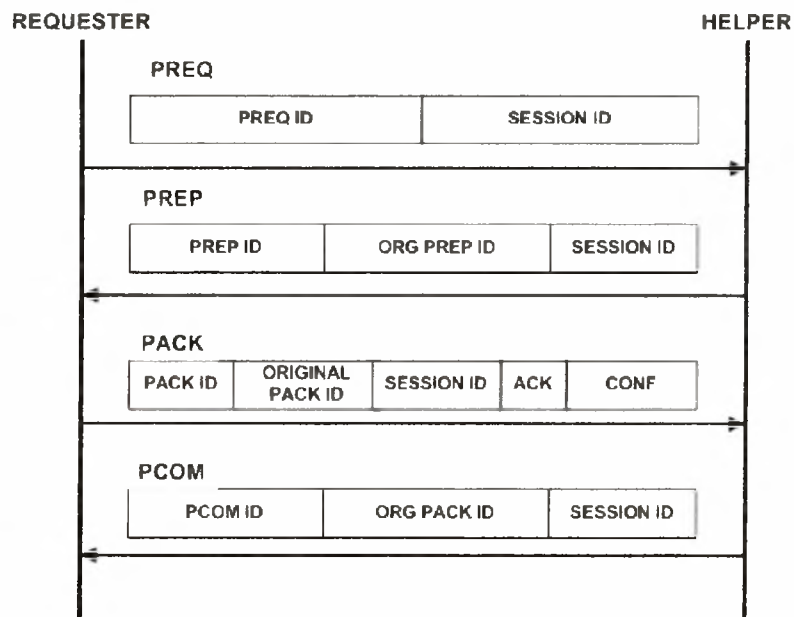 REQUESTER HELPER
PREQ
PREQ ID SESSION ID
PREP
PREP ID ORG PREP ID SESSION ID
PACK
PACK ID ORIGINAL PACK ID SESSION ID ACK CONF
PCOM
PCOM ID ORG PACK ID SESSION ID